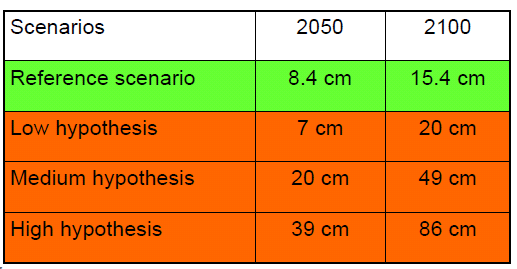 Scenarios 2050 2100
Reference scenario 8.4 cm 15.4 cm
Low hypothesis 7 cm 20 cm
Medium hypothesis 20 cm 49 cm
High hypothesis 39 cm 86 cm